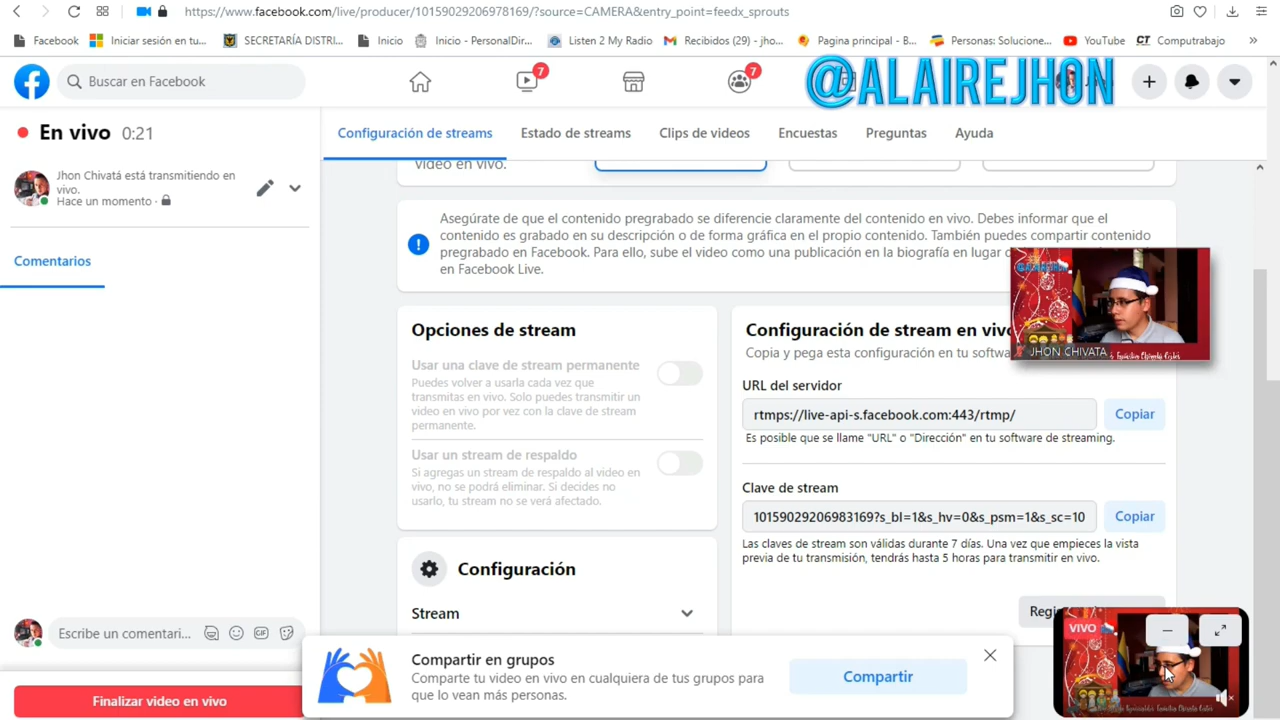 https://www.facebook.com/live/producer/10159029206978169/?source=CAMERA&entry_point=feedx_sprouts
Facebook
Iniciar sesión en tu...
SECRETARÍA DISTRI...
Inicio
Inicio - PersonalDir...
Listen 2 My Radio
Recibidos (29) - jho...
Pagina principal - B...
Personas: Solucione...
YouTube
CT Computrabajo
Buscar en Facebook
7
7
@ALAIREJHON
En vivo 0:21
Configuración de streams
Estado de streams
Clips de videos
Encuestas
Preguntas
Ayuda
Jhon Chivatá está transmitiendo en
vivo.
Hace un momento ·
Comentarios
video en vivo.
Asegúrate de que el contenido pregrabado se diferencie claramente del contenido en vivo. Debes informar que el
contenido es grabado en su descripción o de forma gráfica en el propio contenido. También puedes compartir contenido
pregrabado en Facebook. Para ello, sube el video como una publicación en la biografía en lugar
en Facebook Live.
JHON CHIVATA
Opciones de stream
Usar una clave de stream permanente
Puedes volver a usarla cada vez que
transmitas en vivo. Solo puedes transmitir un
video en vivo por vez con la clave de stream
permanente.
Usar un stream de respaldo
Si agregas un stream de respaldo al video en
vivo, no se podrá eliminar. Si decides no
usarlo, tu stream no se verá afectado.
Configuración
Stream
Configuración de stream en vivo
Copia y pega esta configuración en tu softwa
URL del servidor
rtmps://live-api-s.facebook.com:443/rtmp/
Copiar
Es posible que se llame "URL" o "Dirección" en tu software de streaming.
Clave de stream
10159029206983169?s_bl=1&s_hv=0&s_psm=1&s_sc=10
Copiar
Las claves de stream son válidas durante 7 días. Una vez que empieces la vista
previa de tu transmisión, tendrás hasta 5 horas para transmitir en vivo.
VIVO
Escribe un comentari...
GIF
Finalizar video en vivo
Compartir en grupos
Comparte tu video en vivo en cualquiera de tus grupos para
que lo vean más personas.
Compartir